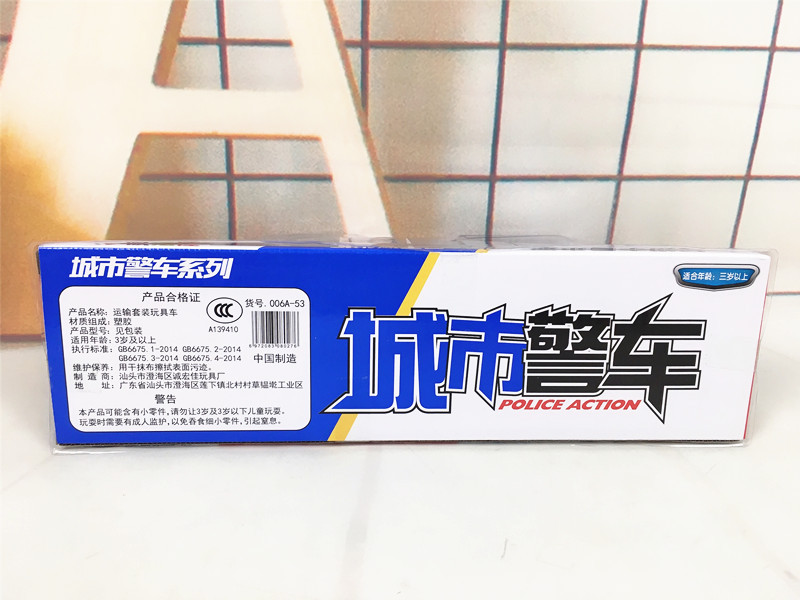 城市警车系列
适合年龄：三岁以上
产品合格证
产品名称：运输套装玩具车
材质组成：塑胶
产品型号：见包装
适用年龄：3岁及以上
执行标准：GB6675.1-2014 GB6675.2-2014
GB6675.3-2014 GB6675.4-2014
维护保养：用干抹布擦拭表面污迹。
制 造 商：汕头市澄海区诚宏佳玩具厂
地 址：广东省汕头市澄海区莲下镇北村村草辒墘工业区
CCC
A139410
货号.006A-53
中国制造
警告
本产品可能含有小零件，请勿让3岁及3岁以下儿童玩耍。
玩耍时需要有成人监护，以免吞食细小零件，引起窒息。
城市警车
POLICE ACTION